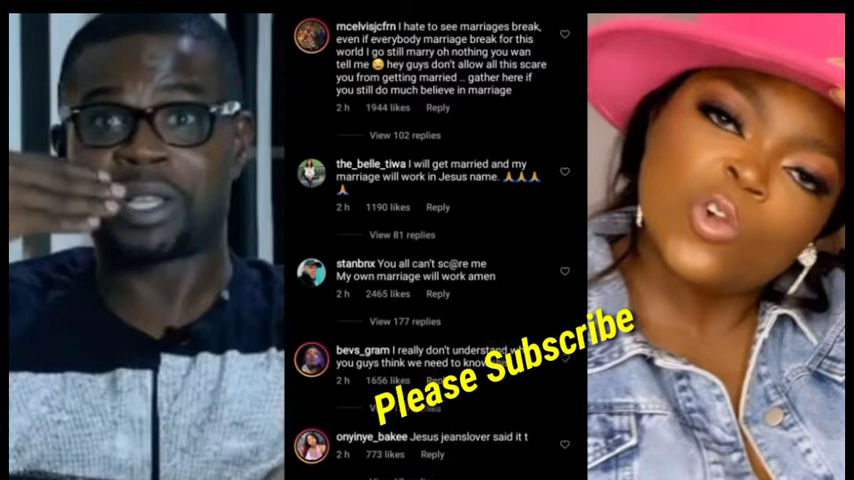 mcelvisjcfrn I hate to see marriages break,
even if everybody marriage break for this
world I go still marry oh nothing you wan
tell me 😂 hey guys don't allow all this scare
you from getting married .. gather here if
you still do much believe in marriage
2 h 1944 likes Reply
View 102 replies
the_belle_tiwa I will get married and my
marriage will work in Jesus name. 🙏🙏🙏
🙏
2 h 1190 likes Reply
View 81 replies
stanbnx You all can't sc@re me
My own marriage will work amen
2 h 2465 likes Reply
View 177 replies
bevs_gram I really don't understand
you guys think we need to know
2 h 1656 likes
Please Subscribe
onyinye_bakee Jesus jeanslover said it t
2 h 773 likes Reply